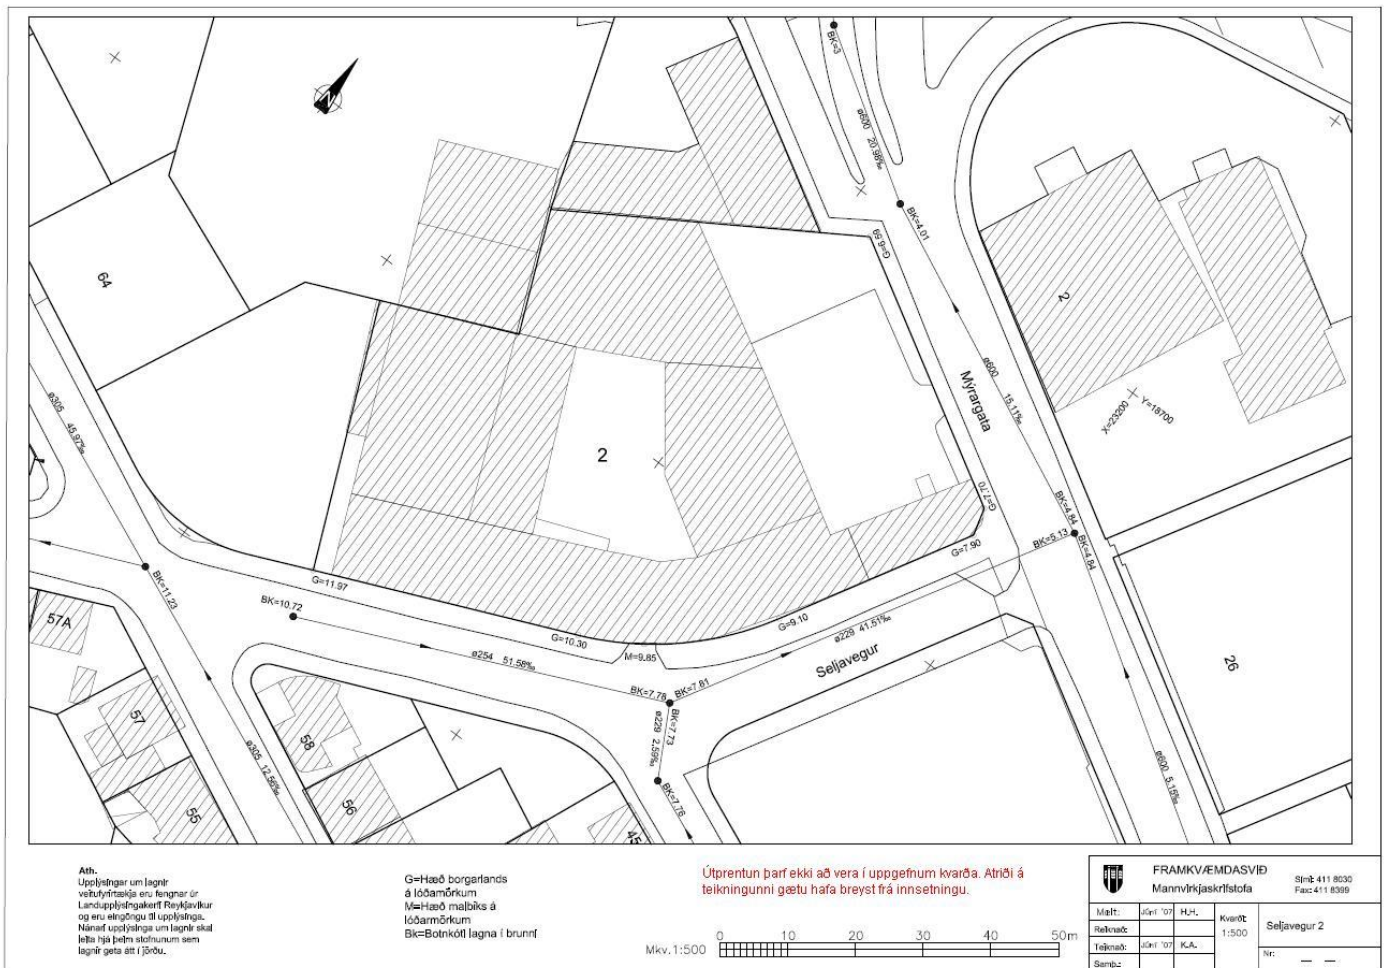 BK=3
ø600 20.98‰
BK=4.01
G=6.59
N
64
2
ø600 15.11‰
Mýrargata
X=23200
Y=18700
ø305 45.97‰
2
G=7.70
BK=4.84
BK=5.13
BK=4.84
G=7.90
BK=11.23
G=11.97
BK=10.72
57A
G=10.30
G=9.10
ø229 41.51‰
ø254 51.58‰
M=9.85
Seljavegur
26
BK=7.78
BK=7.81
57
58
BK=7.73
ø229 2.59‰
ø305 12.56‰
BK=7.76
ø600 5.15‰
55
56
45
Ath.
Upplýsingar um lagnir
veitufyrirtækja eru fengnar úr
Landupplýsingakerfi Reykjavíkur
og eru eingöngu til upplýsinga.
Nánari upplýsinga um lagnir skal
leita hjá þeim stofnunum sem
lagnir geta átt í jörðu.
G=Hæð borgarlands
á lóðamörkum
M=Hæð malbiks á
lóðarmörkum
Bk=Botnkóti lagna í brunni
Útprentun þarf ekki að vera í uppgefnum kvarða. Atriði á
teikningunni gætu hafa breyst frá innsetningu.
Mkv.1:500
0 10 20 30 40 50m
FRAMKVÆMDASVIÐ
Mannvirkjaskrifstofa
Sími: 411 8030
Fax: 411 8399
Mælt: Júní '07 H.H.
Reiknað:
Teiknað: Júní '07 K.A.
Samþ.:
Kvarði:
1:500
Seljavegur 2
Nr: